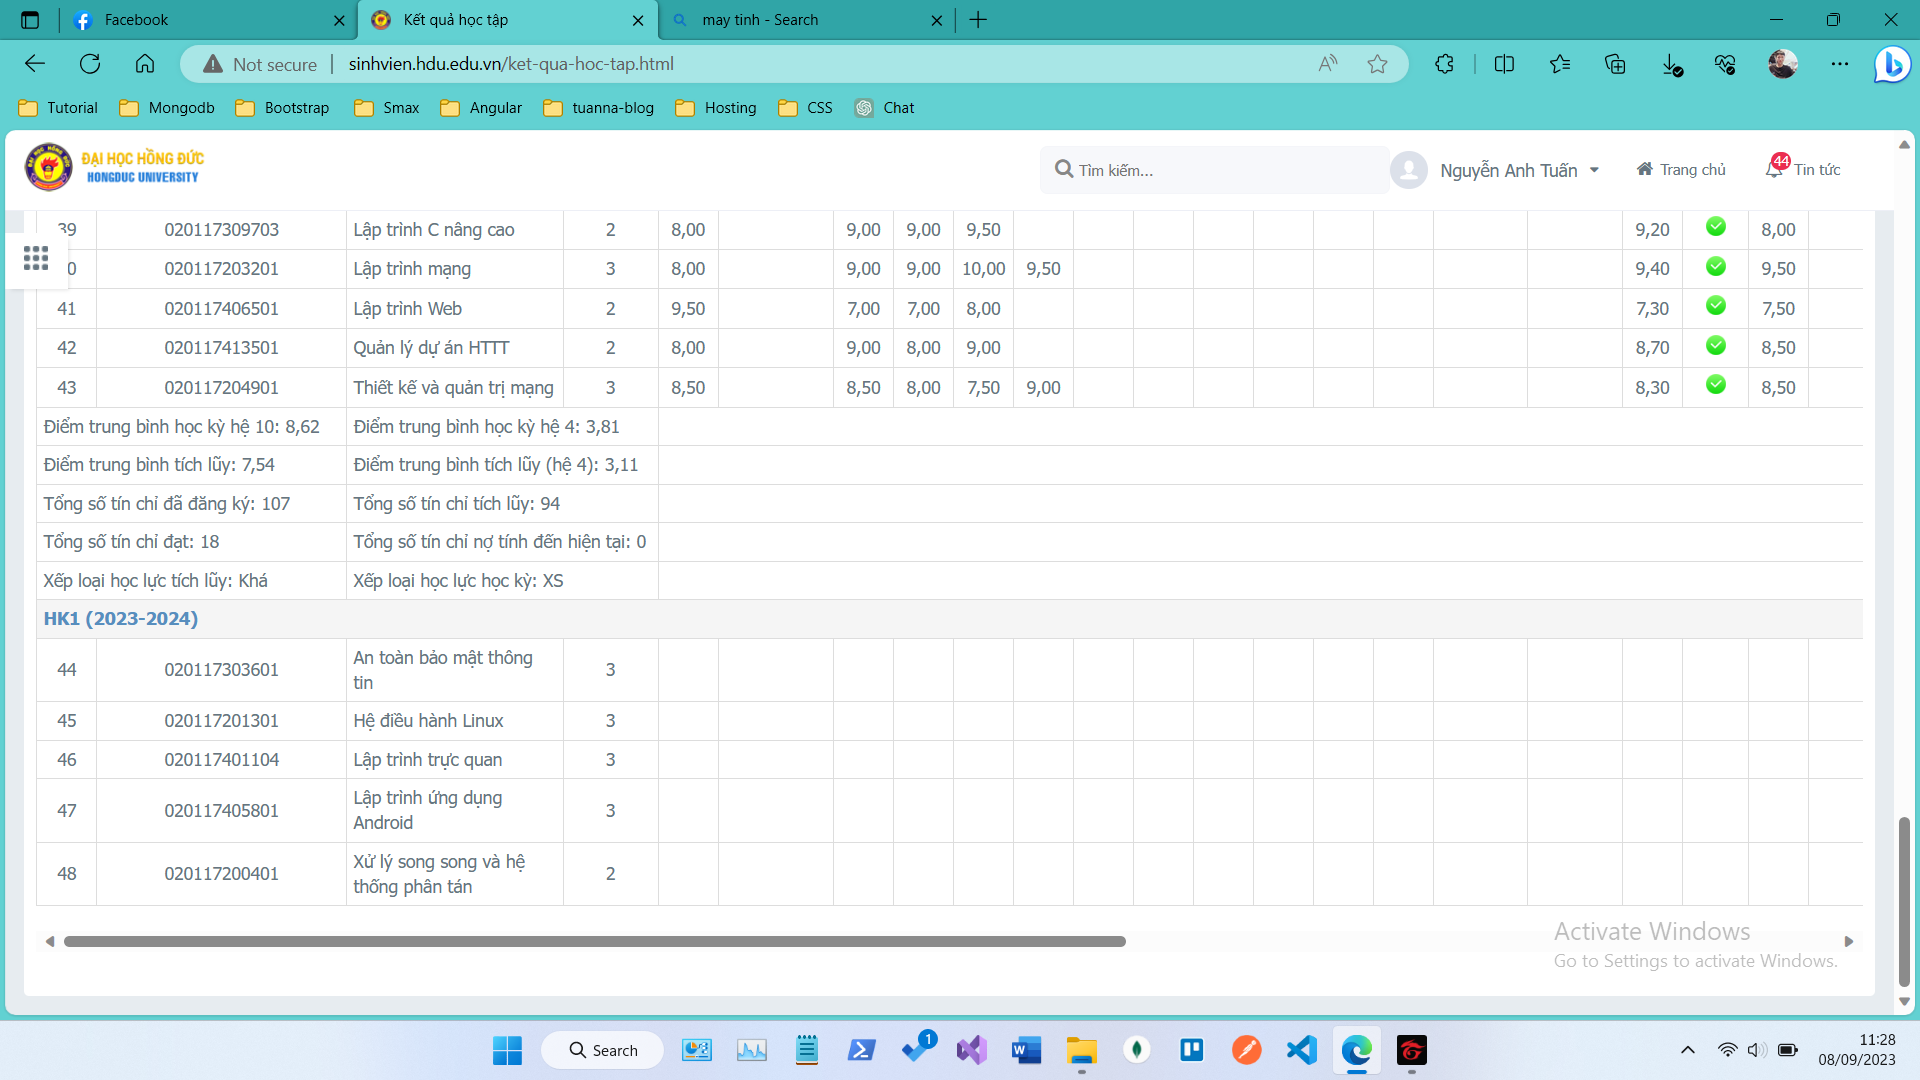 Facebook
Kết quả học tập
may tinh - Search
Not secure
sinhvien.hdu.edu.vn/ket-qua-hoc-tap.html
Tutorial Mongodb Bootstrap Smax Angular tuanna-blog Hosting CSS Chat
ĐẠI HỌC HỒNG ĐỨC
HONGDUC UNIVERSITY
Tìm kiếm...
Nguyễn Anh Tuấn
Trang chủ
44
Tin tức
39 020117309703 Lập trình C nâng cao 2 8,00 9,00 9,00 9,50 9,20 8,00
0 020117203201 Lập trình mạng 3 8,00 9,00 9,00 10,00 9,50 9,40 9,50
41 020117406501 Lập trình Web 2 9,50 7,00 7,00 8,00 7,30 7,50
42 020117413501 Quản lý dự án HTTT 2 8,00 9,00 8,00 9,00 8,70 8,50
43 020117204901 Thiết kế và quản trị mạng 3 8,50 8,50 8,00 7,50 9,00 8,30 8,50
Điểm trung bình học kỳ hệ 10: 8,62 Điểm trung bình học kỳ hệ 4: 3,81
Điểm trung bình tích lũy: 7,54 Điểm trung bình tích lũy (hệ 4): 3,11
Tổng số tín chỉ đã đăng ký: 107 Tổng số tín chỉ tích lũy: 94
Tổng số tín chỉ đạt: 18 Tổng số tín chỉ nợ tính đến hiện tại: 0
Xếp loại học lực tích lũy: Khá Xếp loại học lực học kỳ: XS
HK1 (2023-2024)
44 020117303601 An toàn bảo mật thông
tin 3
45 020117201301 Hệ điều hành Linux 3
46 020117401104 Lập trình trực quan 3
47 020117405801 Lập trình ứng dụng
Android 3
48 020117200401 Xử lý song song và hệ
thống phân tán 2
Activate Windows
Go to Settings to activate Windows.
Search
1
11:28
08/09/2023